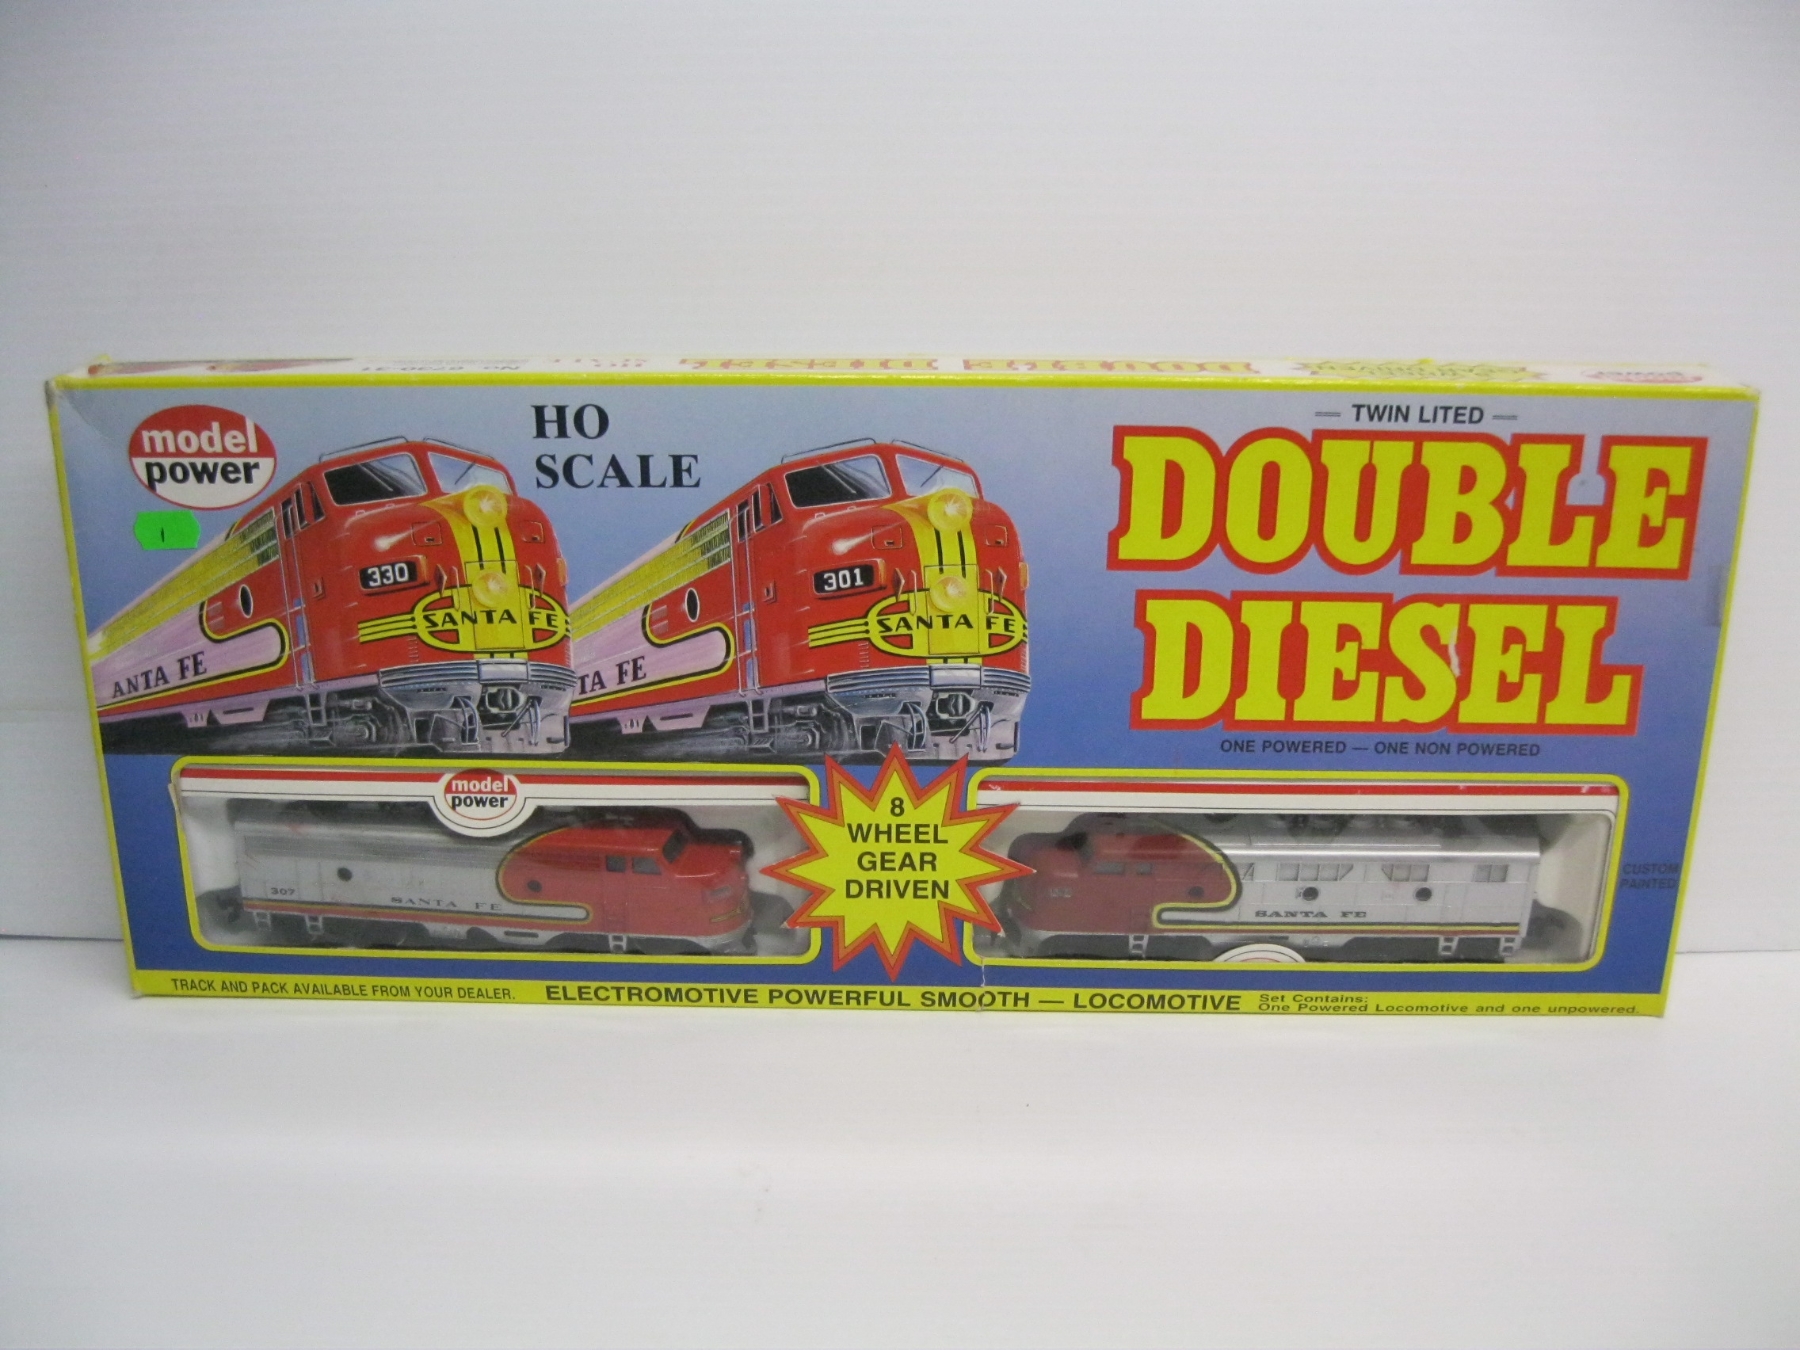 model
power
HO
SCALE
TWIN LITED
DOUBLE
DIESEL
ONE POWERED — ONE NON POWERED
330
SANTA FE
ANTA FE
301
SANTA FE
TA FE
model
power
8
WHEEL
GEAR
DRIVEN
307
SANTA FE
SANTA FE
CUSTOM
PAINTED
TRACK AND PACK AVAILABLE FROM YOUR DEALER.
ELECTROMOTIVE POWERFUL SMOOTH — LOCOMOTIVE
Set Contains:
One Powered Locomotive and one unpowered.